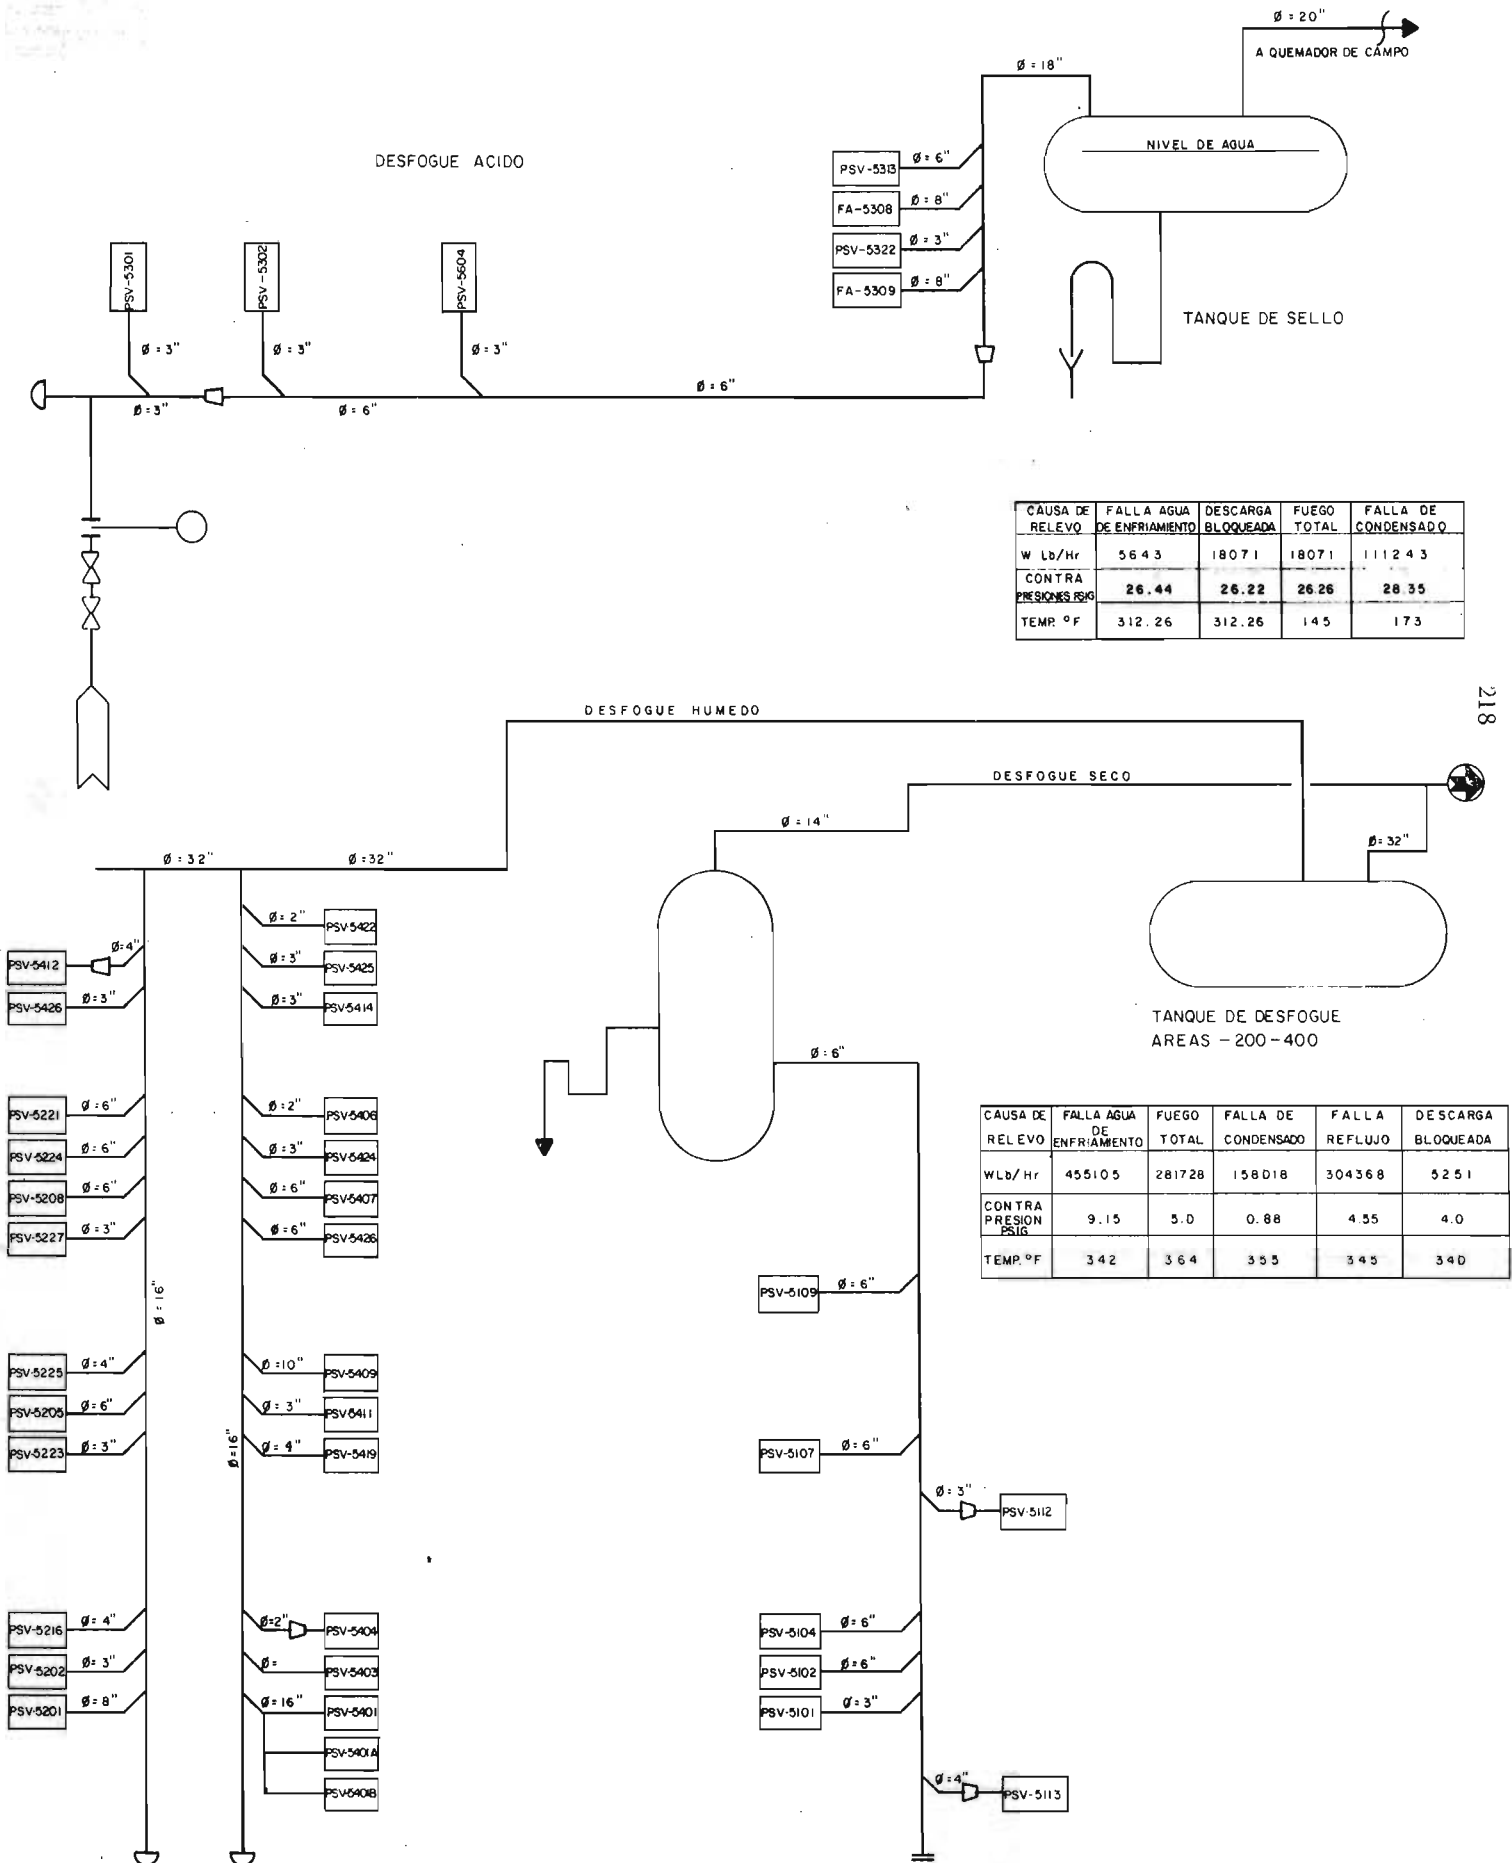 Ø = 20"
A QUEMADOR DE CAMPO
Ø = 18"
NIVEL DE AGUA
DESFOGUE ACIDO
PSV-5313 Ø = 6"
FA-5308 Ø = 8"
PSV-5322 Ø = 3"
FA-5309 Ø = 8"
TANQUE DE SELLO
PSV-5301
PSV-5302
PSV-5604
Ø = 3"
Ø = 3"
Ø = 3"
Ø = 3"
Ø = 6"
Ø = 6"
CAUSA DE RELEVO | FALLA AGUA DE ENFRIAMIENTO | DESCARGA BLOQUEADA | FUEGO TOTAL | FALLA DE CONDENSADO
W Lb/Hr 5643 18071 18071 111243
CONTRA PRESIONES PSIG 26.44 26.22 26.26 28.35
TEMP. °F 312.26 312.26 145 173
218
DESFOGUE HUMEDO
DESFOGUE SECO
Ø = 14"
Ø = 32"
Ø = 32"
Ø = 32"
PSV-5412 Ø = 4"
PSV-5426 Ø = 3"
PSV-5221 Ø = 6"
PSV-5224 Ø = 6"
PSV-5208 Ø = 6"
PSV-5227 Ø = 3"
Ø = 16"
PSV-5225 Ø = 4"
PSV-5205 Ø = 6"
PSV-5223 Ø = 3"
PSV-5216 Ø = 4"
PSV-5202 Ø = 3"
PSV-5201 Ø = 8"
Ø = 2" PSV-5422
Ø = 3" PSV-5425
Ø = 3" PSV-5414
Ø = 2" PSV-5406
Ø = 3" PSV-5424
Ø = 6" PSV-5407
Ø = 6" PSV-5426
Ø = 10" PSV-5409
Ø = 3" PSV-5411
Ø = 4" PSV-5419
Ø = 16"
Ø = 2" PSV-5404
Ø = PSV-5403
Ø = 16" PSV-5401
PSV-5401A
PSV-5401B
Ø = 6"
PSV-5109 Ø = 6"
PSV-5107 Ø = 6"
Ø = 3" PSV-5112
PSV-5104 Ø = 6"
PSV-5102 Ø = 6"
PSV-5101 Ø = 3"
Ø = 4" PSV-5113
TANQUE DE DESFOGUE
AREAS - 200 - 400
CAUSA DE RELEVO | FALLA AGUA DE ENFRIAMIENTO | FUEGO TOTAL | FALLA DE CONDENSADO | FALLA REFLUJO | DESCARGA BLOQUEADA
W Lb/Hr 455105 281728 158018 304368 5251
CONTRA PRESION PSIG 9.15 5.0 0.88 4.55 4.0
TEMP. °F 342 364 355 345 340